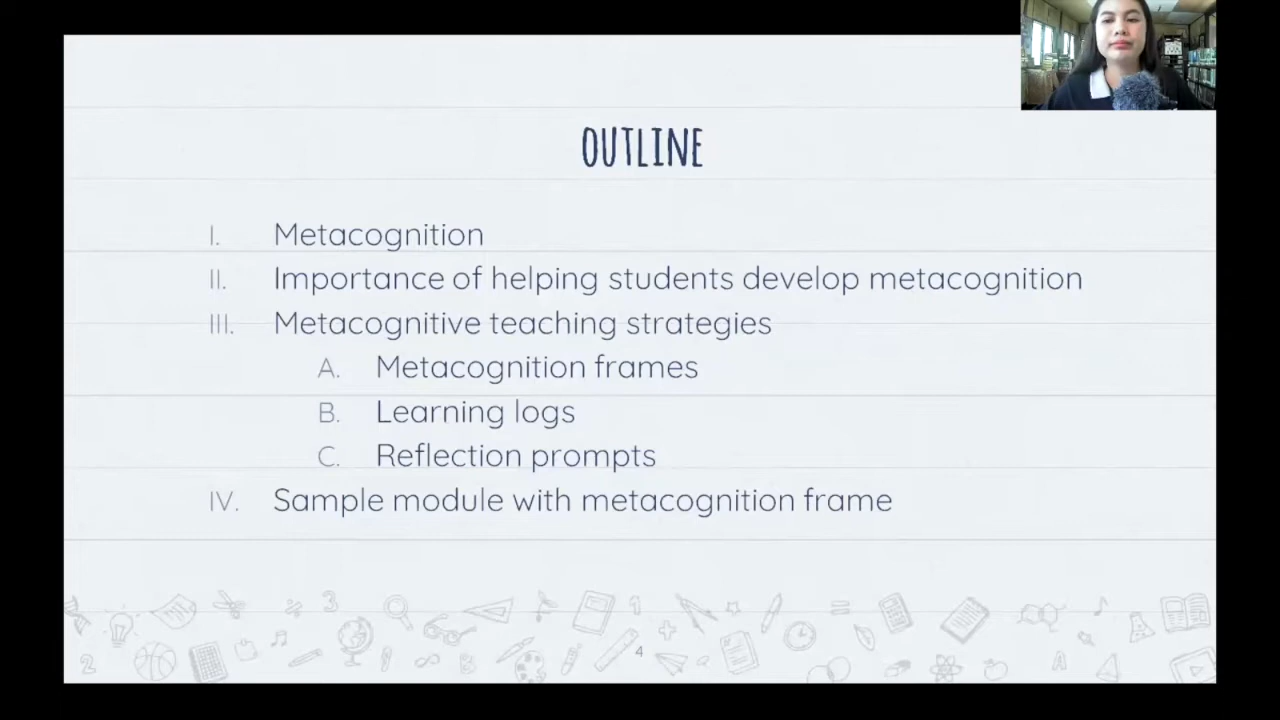 OUTLINE
I. Metacognition
II. Importance of helping students develop metacognition
III. Metacognitive teaching strategies
A. Metacognition frames
B. Learning logs
C. Reflection prompts
IV. Sample module with metacognition frame
4